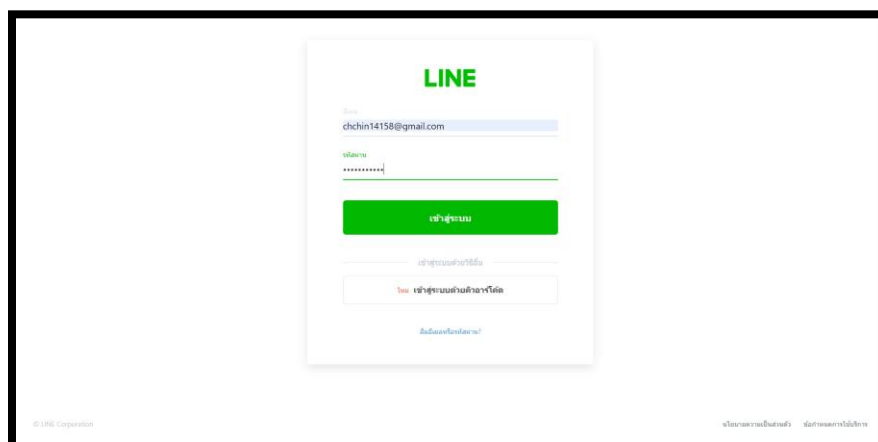 LINE
อีเมล
chchin14158@gmail.com
รหัสผ่าน
•••••••••••
เข้าสู่ระบบ
เข้าสู่ระบบด้วยวิธีอื่น
ใหม่ เข้าสู่ระบบด้วยคิวอาร์โค้ด
ลืมอีเมลหรือรหัสผ่าน?
© LINE Corporation
นโยบายความเป็นส่วนตัว ข้อกำหนดการใช้บริการ